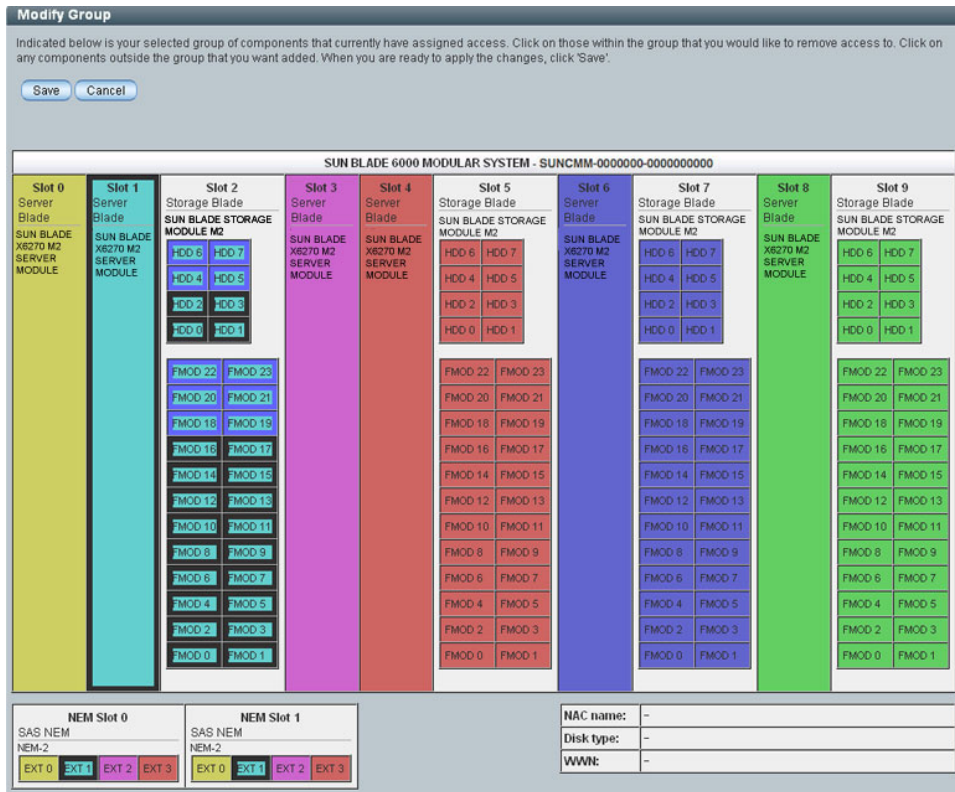 Modify Group
Indicated below is your selected group of components that currently have assigned access. Click on those within the group that you would like to remove access to. Click on
any components outside the group that you want added. When you are ready to apply the changes, click 'Save'.
Save Cancel
SUN BLADE 6000 MODULAR SYSTEM - SUNCMM-0000000-0000000000
Slot 0
Server
Blade
SUN BLADE
X6270 M2
SERVER
MODULE
Slot 1
Server
Blade
SUN BLADE
X6270 M2
SERVER
MODULE
Slot 2
Storage Blade
SUN BLADE STORAGE
MODULE M2
HDD 6 HDD 7
HDD 4 HDD 5
HDD 2 HDD 3
HDD 0 HDD 1
FMOD 22 FMOD 23
FMOD 20 FMOD 21
FMOD 18 FMOD 19
FMOD 16 FMOD 17
FMOD 14 FMOD 15
FMOD 12 FMOD 13
FMOD 10 FMOD 11
FMOD 8 FMOD 9
FMOD 6 FMOD 7
FMOD 4 FMOD 5
FMOD 2 FMOD 3
FMOD 0 FMOD 1
Slot 3
Server
Blade
SUN BLADE
X6270 M2
SERVER
MODULE
Slot 4
Server
Blade
SUN BLADE
X6270 M2
SERVER
MODULE
Slot 5
Storage Blade
SUN BLADE STORAGE
MODULE M2
HDD 6 HDD 7
HDD 4 HDD 5
HDD 2 HDD 3
HDD 0 HDD 1
FMOD 22 FMOD 23
FMOD 20 FMOD 21
FMOD 18 FMOD 19
FMOD 16 FMOD 17
FMOD 14 FMOD 15
FMOD 12 FMOD 13
FMOD 10 FMOD 11
FMOD 8 FMOD 9
FMOD 6 FMOD 7
FMOD 4 FMOD 5
FMOD 2 FMOD 3
FMOD 0 FMOD 1
Slot 6
Server
Blade
SUN BLADE
X6270 M2
SERVER
MODULE
Slot 7
Storage Blade
SUN BLADE STORAGE
MODULE M2
HDD 6 HDD 7
HDD 4 HDD 5
HDD 2 HDD 3
HDD 0 HDD 1
FMOD 22 FMOD 23
FMOD 20 FMOD 21
FMOD 18 FMOD 19
FMOD 16 FMOD 17
FMOD 14 FMOD 15
FMOD 12 FMOD 13
FMOD 10 FMOD 11
FMOD 8 FMOD 9
FMOD 6 FMOD 7
FMOD 4 FMOD 5
FMOD 2 FMOD 3
FMOD 0 FMOD 1
Slot 8
Server
Blade
SUN BLADE
X6270 M2
SERVER
MODULE
Slot 9
Storage Blade
SUN BLADE STORAGE
MODULE M2
HDD 6 HDD 7
HDD 4 HDD 5
HDD 2 HDD 3
HDD 0 HDD 1
FMOD 22 FMOD 23
FMOD 20 FMOD 21
FMOD 18 FMOD 19
FMOD 16 FMOD 17
FMOD 14 FMOD 15
FMOD 12 FMOD 13
FMOD 10 FMOD 11
FMOD 8 FMOD 9
FMOD 6 FMOD 7
FMOD 4 FMOD 5
FMOD 2 FMOD 3
FMOD 0 FMOD 1
NEM Slot 0
SAS NEM
NEM-2
EXT 0 EXT 1 EXT 2 EXT 3
NEM Slot 1
SAS NEM
NEM-2
EXT 0 EXT 1 EXT 2 EXT 3
NAC name: -
Disk type: -
WWN: -